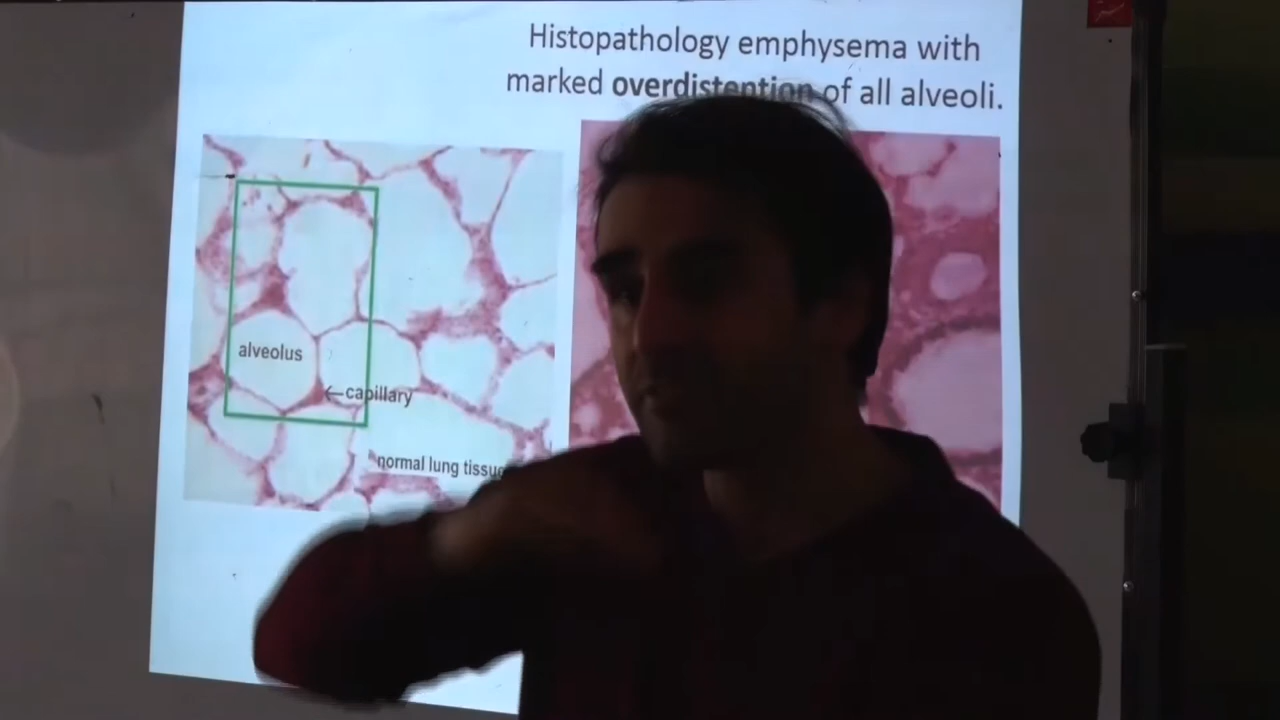 Histopathology emphysema with
marked overdistention of all alveoli.
alveolus
←capillary
normal lung tissue